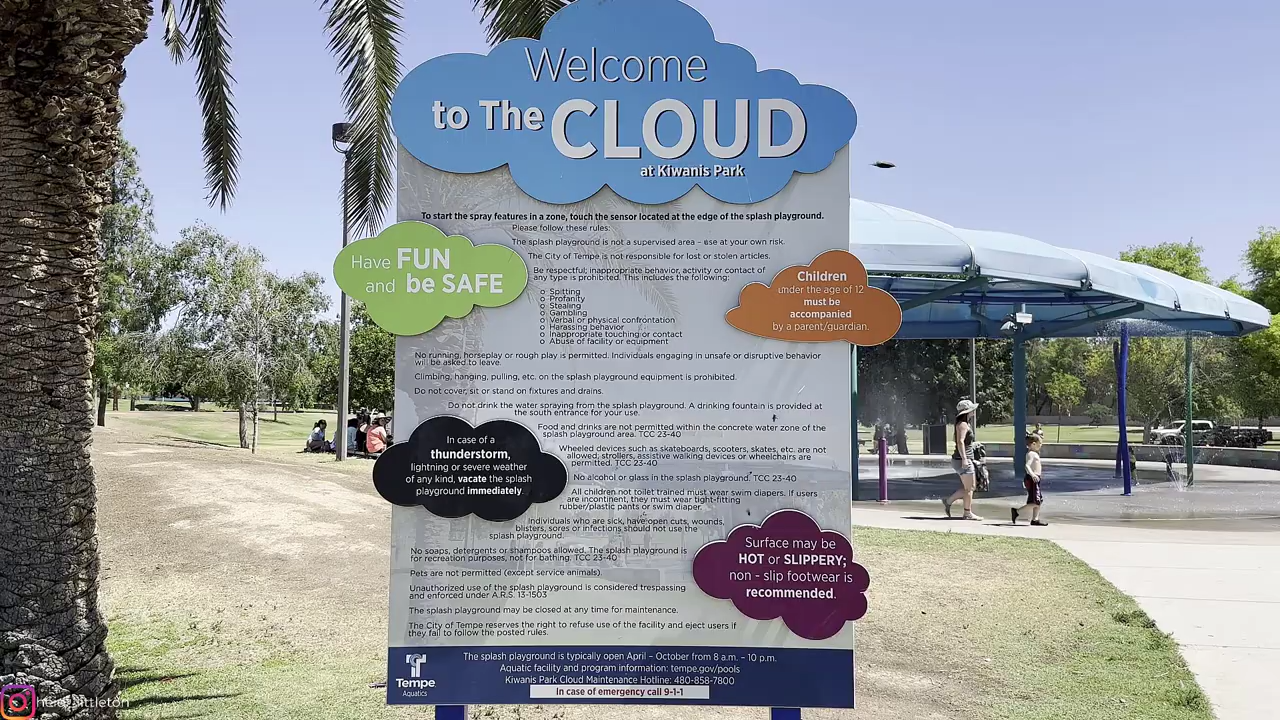 Welcome
to The CLOUD
at Kiwanis Park
To start the spray features in a zone, touch the sensor located at the edge of the splash playground.
Please follow these rules:
The splash playground is not a supervised area – use at your own risk.
The City of Tempe is not responsible for lost or stolen articles.
Have FUN
and be SAFE
Be respectful; inappropriate behavior, activity or contact of
any type is prohibited. This includes the following:
o Spitting
o Profanity
o Stealing
o Gambling
o Verbal or physical confrontation
o Harassing behavior
o Inappropriate touching or contact
o Abuse of facility or equipment
Children
under the age of 12
must be
accompanied
by a parent/guardian.
No running, horseplay or rough play is permitted. Individuals engaging in unsafe or disruptive behavior
will be asked to leave.
Climbing, hanging, pulling, etc. on the splash playground equipment is prohibited.
Do not cover, sit or stand on fixtures and drains.
Do not drink the water spraying from the splash playground. A drinking fountain is provided at
the south entrance for your use.
Food and drinks are not permitted within the concrete water zone of the
splash playground area. TCC 23-40
In case of a
thunderstorm,
lightning or severe weather
of any kind, vacate the splash
playground immediately.
Wheeled devices such as skateboards, scooters, skates, etc. are not
allowed, strollers, assistive walking devices or wheelchairs are
permitted. TCC 23-40
No alcohol or glass in the splash playground. TCC 23-40
All children not toilet trained must wear swim diapers. If users
are incontinent, they must wear tight-fitting
rubber/plastic pants or swim diaper.
Individuals who are sick, have open cuts, wounds,
blisters, sores or infections should not use the
splash playground.
No soaps, detergents or shampoos allowed. The splash playground is
for recreation purposes, not for bathing. TCC 23-40
Pets are not permitted (except service animals).
Surface may be
HOT or SLIPPERY;
non - slip footwear is
recommended.
Unauthorized use of the splash playground is considered trespassing
and enforced under A.R.S. 13-1503
The splash playground may be closed at any time for maintenance.
The City of Tempe reserves the right to refuse use of the facility and eject users if
they fail to follow the posted rules.
The splash playground is typically open April – October from 8 a.m. – 10 p.m.
Aquatic facility and program information: tempe.gov/pools
Kiwanis Park Cloud Maintenance Hotline: 480-858-7800
In case of emergency call 9-1-1
Tempe
Aquatics